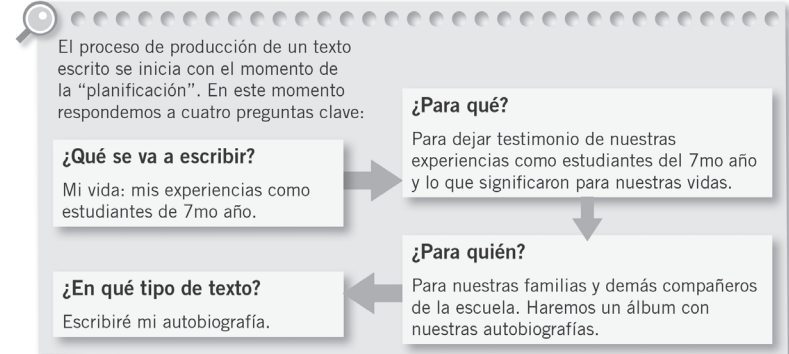 El proceso de producción de un texto
escrito se inicia con el momento de
la “planificación”. En este momento
respondemos a cuatro preguntas clave:
¿Qué se va a escribir?
Mi vida: mis experiencias como
estudiantes de 7mo año.
¿Para qué?
Para dejar testimonio de nuestras
experiencias como estudiantes del 7mo año
y lo que significaron para nuestras vidas.
¿Para quién?
Para nuestras familias y demás compañeros
de la escuela. Haremos un álbum con
nuestras autobiografías.
¿En qué tipo de texto?
Escribiré mi autobiografía.